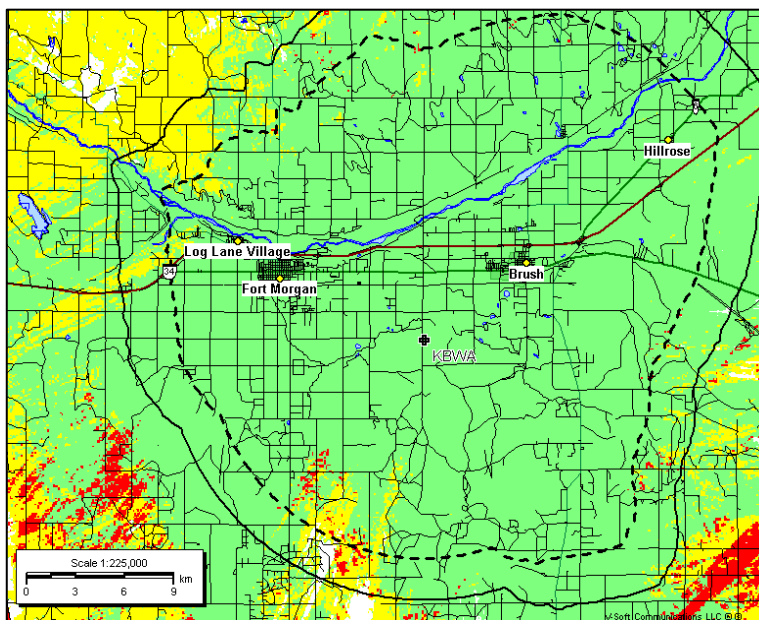 Hillrose
Log Lane Village
34
Fort Morgan
Brush
KBWA
Scale 1:225,000
0 3 6 9
km
V-Soft Communications LLC ® ©